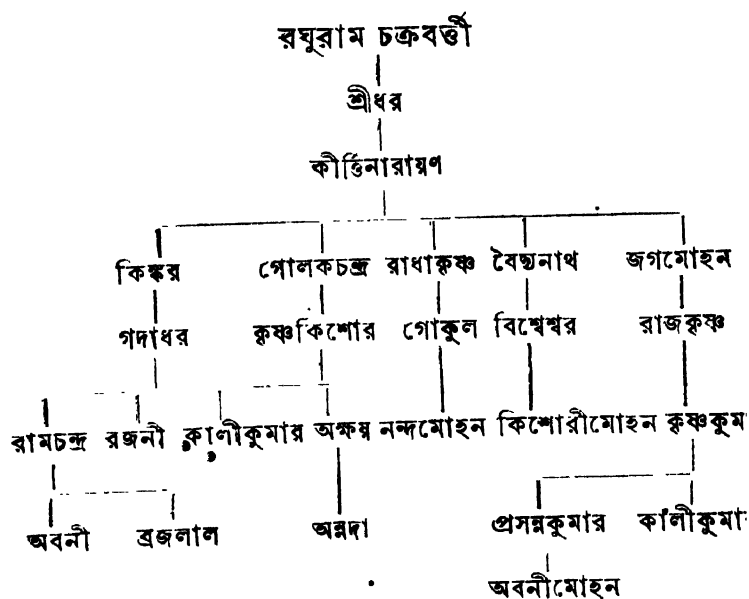 রঘুরাম চক্রবর্ত্তী
শ্রীধর
কীর্ত্তিনারায়ণ
কিঙ্কর গোলকচন্দ্র রাধাকৃষ্ণ বৈদ্যনাথ জগমোহন
গদাধর কৃষ্ণকিশোর গোকুল বিশ্বেশ্বর রাজকৃষ্ণ
রামচন্দ্র রজনী কালীকুমার অক্ষয় নন্দমোহন কিশোরীমোহন কৃষ্ণকুম
অবনী ব্রজলাল অন্নদা প্রসন্নকুমার কালীকুমা
অবনীমোহন